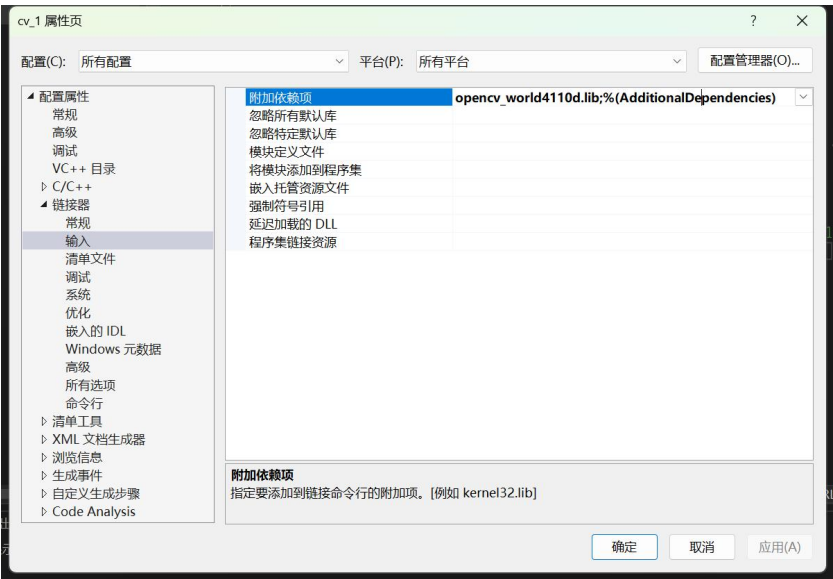 cv_1 属性页
?
×
配置(C): 所有配置 平台(P): 所有平台 配置管理器(O)...
配置属性
常规
高级
调试
VC++ 目录
C/C++
链接器
常规
输入
清单文件
调试
系统
优化
嵌入的 IDL
Windows 元数据
高级
所有选项
命令行
清单工具
XML 文档生成器
浏览信息
生成事件
自定义生成步骤
Code Analysis
附加依赖项 opencv_world4110d.lib;%(AdditionalDependencies)
忽略所有默认库
忽略特定默认库
模块定义文件
将模块添加到程序集
嵌入托管资源文件
强制符号引用
延迟加载的 DLL
程序集链接资源
附加依赖项
指定要添加到链接命令行的附加项。[例如 kernel32.lib]
确定 取消 应用(A)